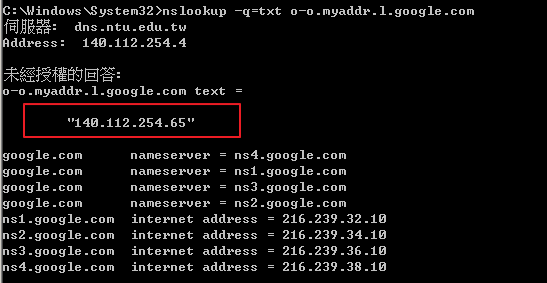 C:\Windows\System32>nslookup -q=txt o-o.myaddr.l.google.com
伺服器:  dns.ntu.edu.tw
Address:  140.112.254.4
未經授權的回答:
o-o.myaddr.l.google.com text =
"140.112.254.65"
google.com      nameserver = ns4.google.com
google.com      nameserver = ns1.google.com
google.com      nameserver = ns3.google.com
google.com      nameserver = ns2.google.com
ns1.google.com  internet address = 216.239.32.10
ns2.google.com  internet address = 216.239.34.10
ns3.google.com  internet address = 216.239.36.10
ns4.google.com  internet address = 216.239.38.10